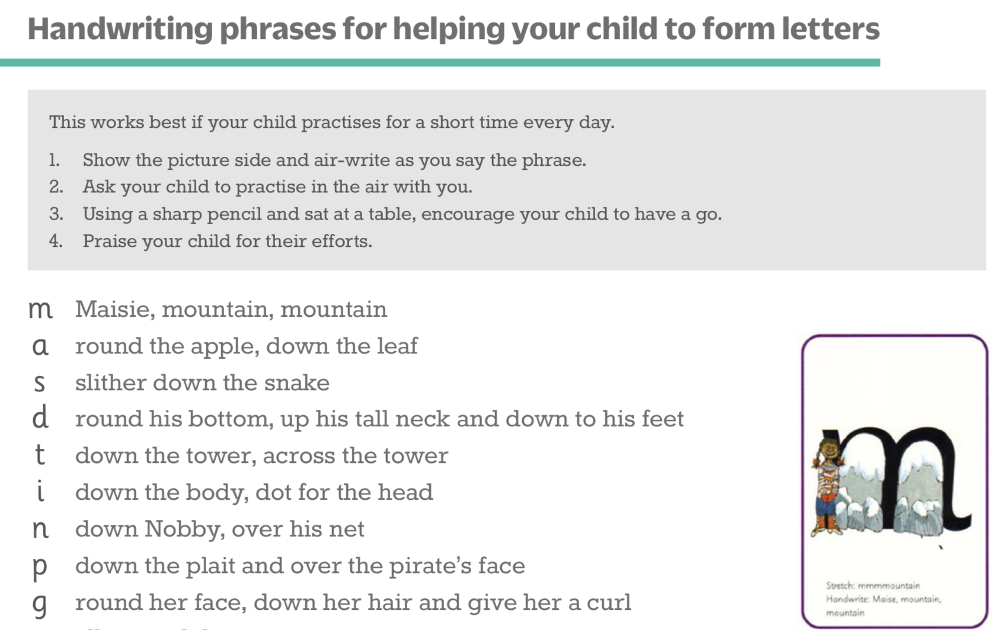 Handwriting phrases for helping your child to form letters
This works best if your child practises for a short time every day.
1. Show the picture side and air-write as you say the phrase.
2. Ask your child to practise in the air with you.
3. Using a sharp pencil and sat at a table, encourage your child to have a go.
4. Praise your child for their efforts.
m Maisie, mountain, mountain
a round the apple, down the leaf
s slither down the snake
d round his bottom, up his tall neck and down to his feet
t down the tower, across the tower
i down the body, dot for the head
n down Nobby, over his net
p down the plait and over the pirate's face
g round her face, down her hair and give her a curl
m
Stretch: mmmmountain
Handwrite: Maise, mountain,
mountain